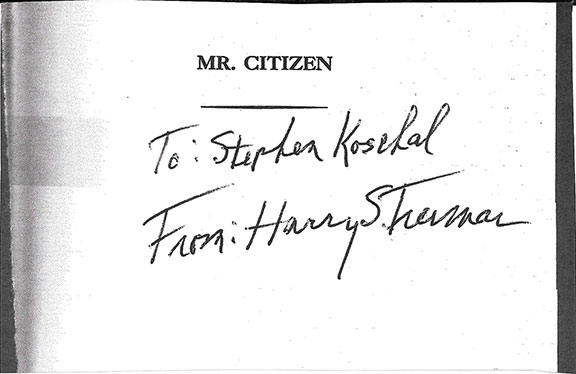 MR. CITIZEN
To: Stephen Koschal
From: Harry S. Truman